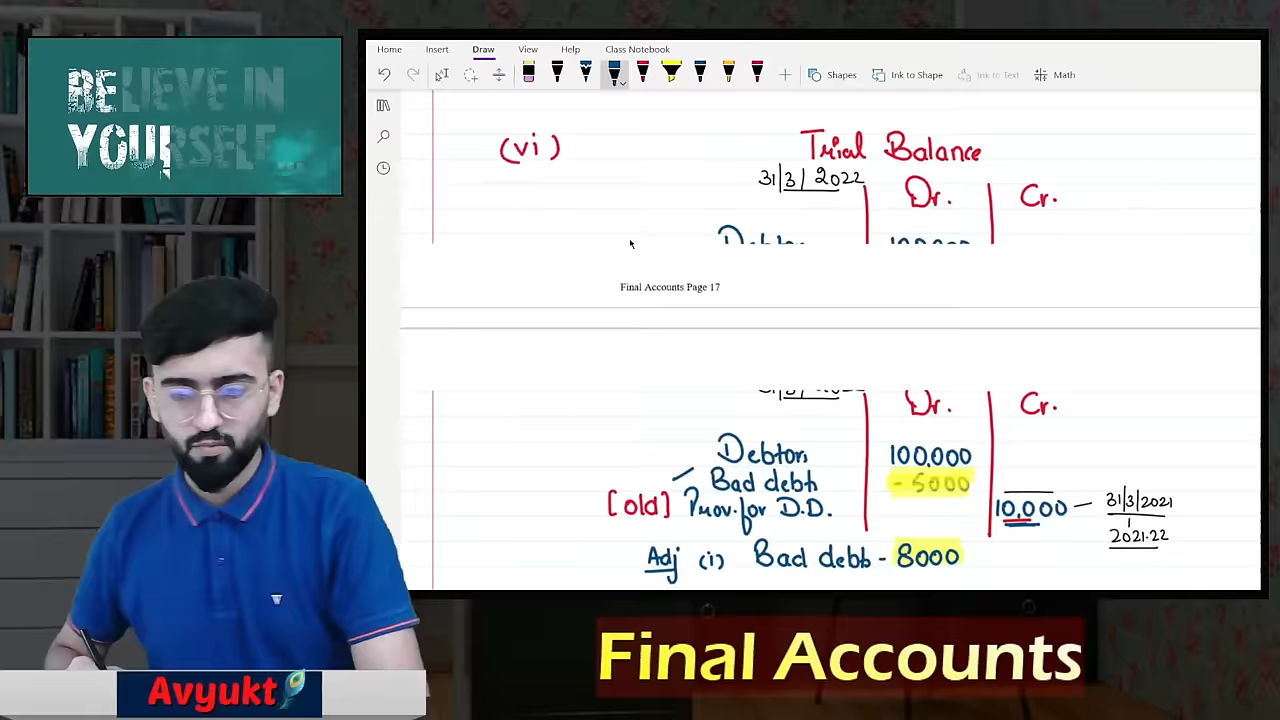 BELIEVE IN
YOURSELF...
Home Insert Draw View Help Class Notebook
Shapes Ink to Shape Ink to Text Math
(vi) Trial Balance
31/3/2022 Dr. Cr.
Final Accounts Page 17
Dr. Cr.
Debtors 100,000
Bad debts - 5000
[old] Prov. for D.D. 10,000 — 31/3/2021
2021-22
Adj (i) Bad debts - 8000
Final Accounts
Avyukt